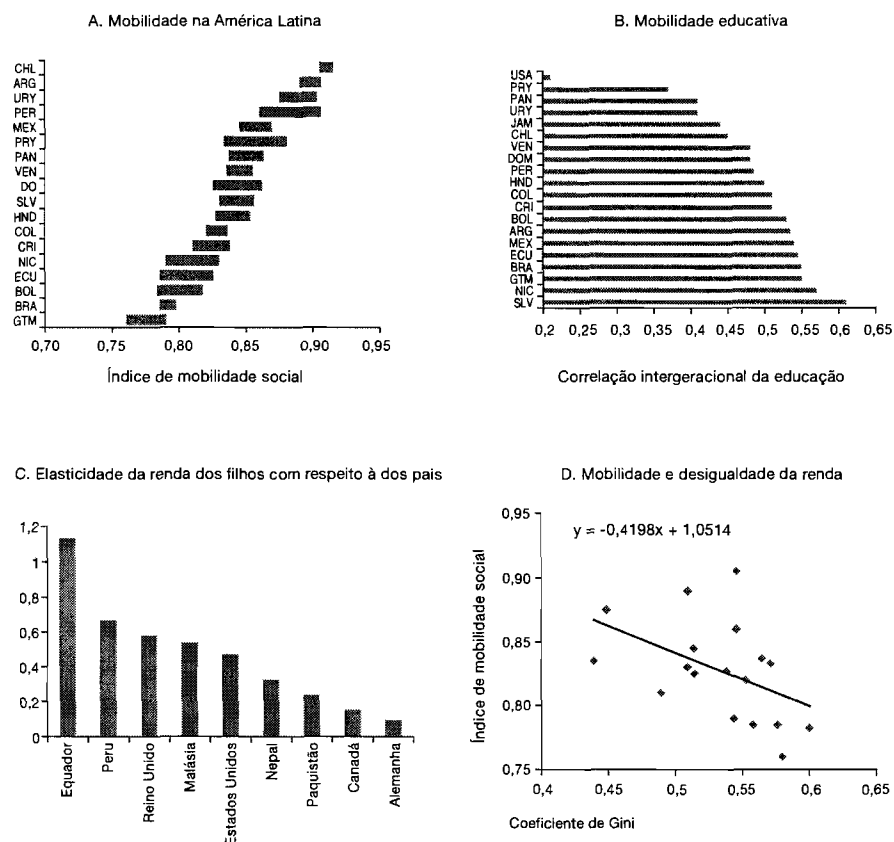 A. Mobilidade na América Latina
CHL
ARG
URY
PER
MEX
PRY
PAN
VEN
DO
SLV
HND
COL
CRI
NIC
ECU
BOL
BRA
GTM
0,70 0,80 0,85 0,90 0,95
Índice de mobilidade social
B. Mobilidade educativa
USA
PRY
PAN
URY
JAM
CHL
VEN
DOM
PER
HND
COL
CRI
BOL
ARG
MEX
ECU
BRA
GTM
NIC
SLV
0,2 0,25 0,3 0,35 0,4 0,45 0,5 0,55 0,6 0,65
Correlação intergeracional da educação
C. Elasticidade da renda dos filhos com respeito à dos pais
1,2
1
0,8
0,6
0,4
0,2
0
Equador
Peru
Reino Unido
Malásia
Estados Unidos
Nepal
Paquistão
Canadá
Alemanha
D. Mobilidade e desigualdade da renda
Índice de mobilidade social
0,95
0,90
0,85
0,80
0,75
y = -0,4198x + 1,0514
0,4 0,45 0,5 0,55 0,6 0,65
Coeficiente de Gini